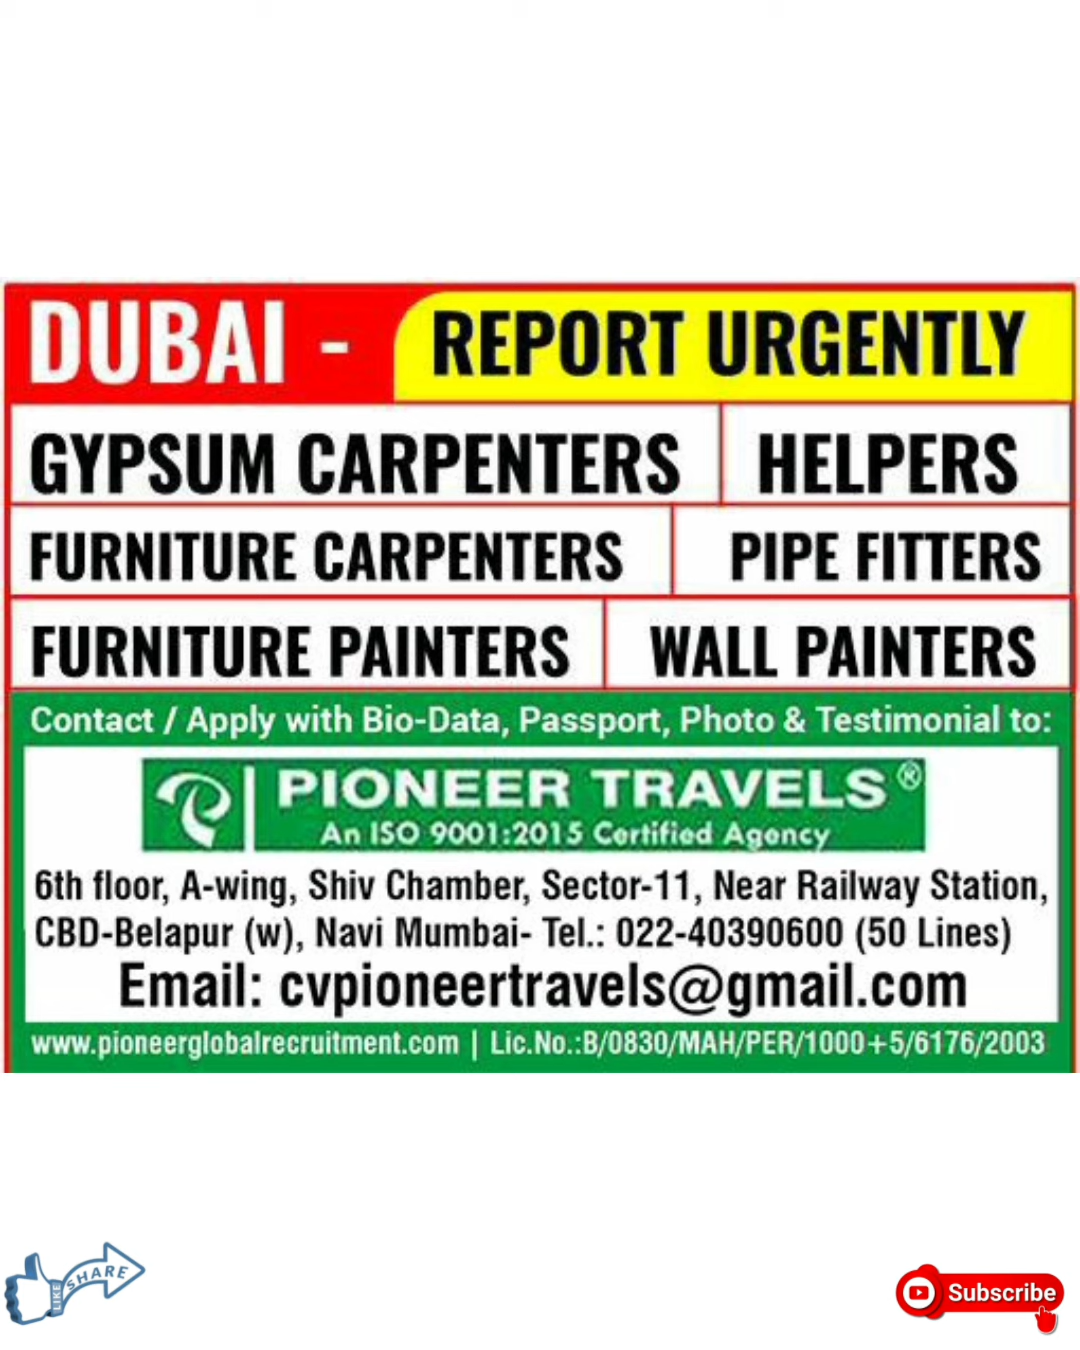 DUBAI - REPORT URGENTLY
GYPSUM CARPENTERS HELPERS
FURNITURE CARPENTERS PIPE FITTERS
FURNITURE PAINTERS WALL PAINTERS
Contact / Apply with Bio-Data, Passport, Photo & Testimonial to:
PIONEER TRAVELS ®
An ISO 9001:2015 Certified Agency
6th floor, A-wing, Shiv Chamber, Sector-11, Near Railway Station,
CBD-Belapur (w), Navi Mumbai- Tel.: 022-40390600 (50 Lines)
Email: cvpioneertravels@gmail.com
www.pioneerglobalrecruitment.com | Lic.No.:B/0830/MAH/PER/1000+5/6176/2003
LIKE SHARE
Subscribe